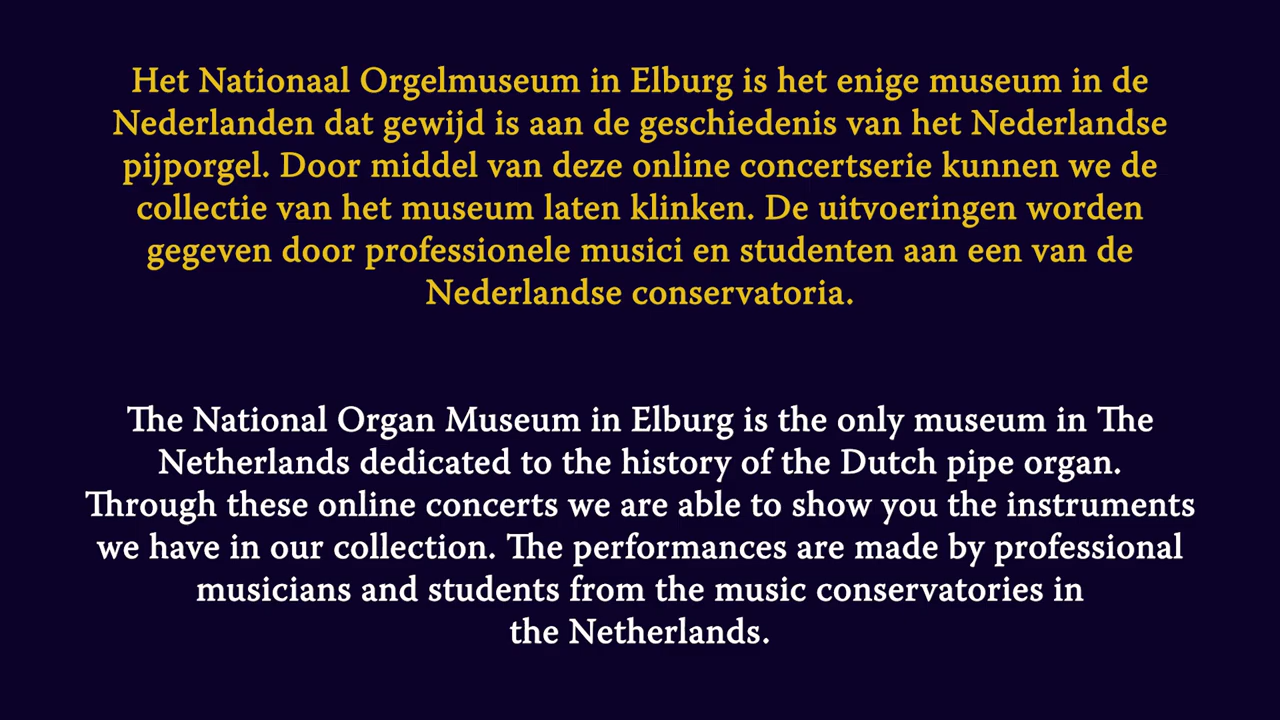 Het Nationaal Orgelmuseum in Elburg is het enige museum in de
Nederlanden dat gewijd is aan de geschiedenis van het Nederlandse
pijporgel. Door middel van deze online concertserie kunnen we de
collectie van het museum laten klinken. De uitvoeringen worden
gegeven door professionele musici en studenten aan een van de
Nederlandse conservatoria.
The National Organ Museum in Elburg is the only museum in The
Netherlands dedicated to the history of the Dutch pipe organ.
Through these online concerts we are able to show you the instruments
we have in our collection. The performances are made by professional
musicians and students from the music conservatories in
the Netherlands.